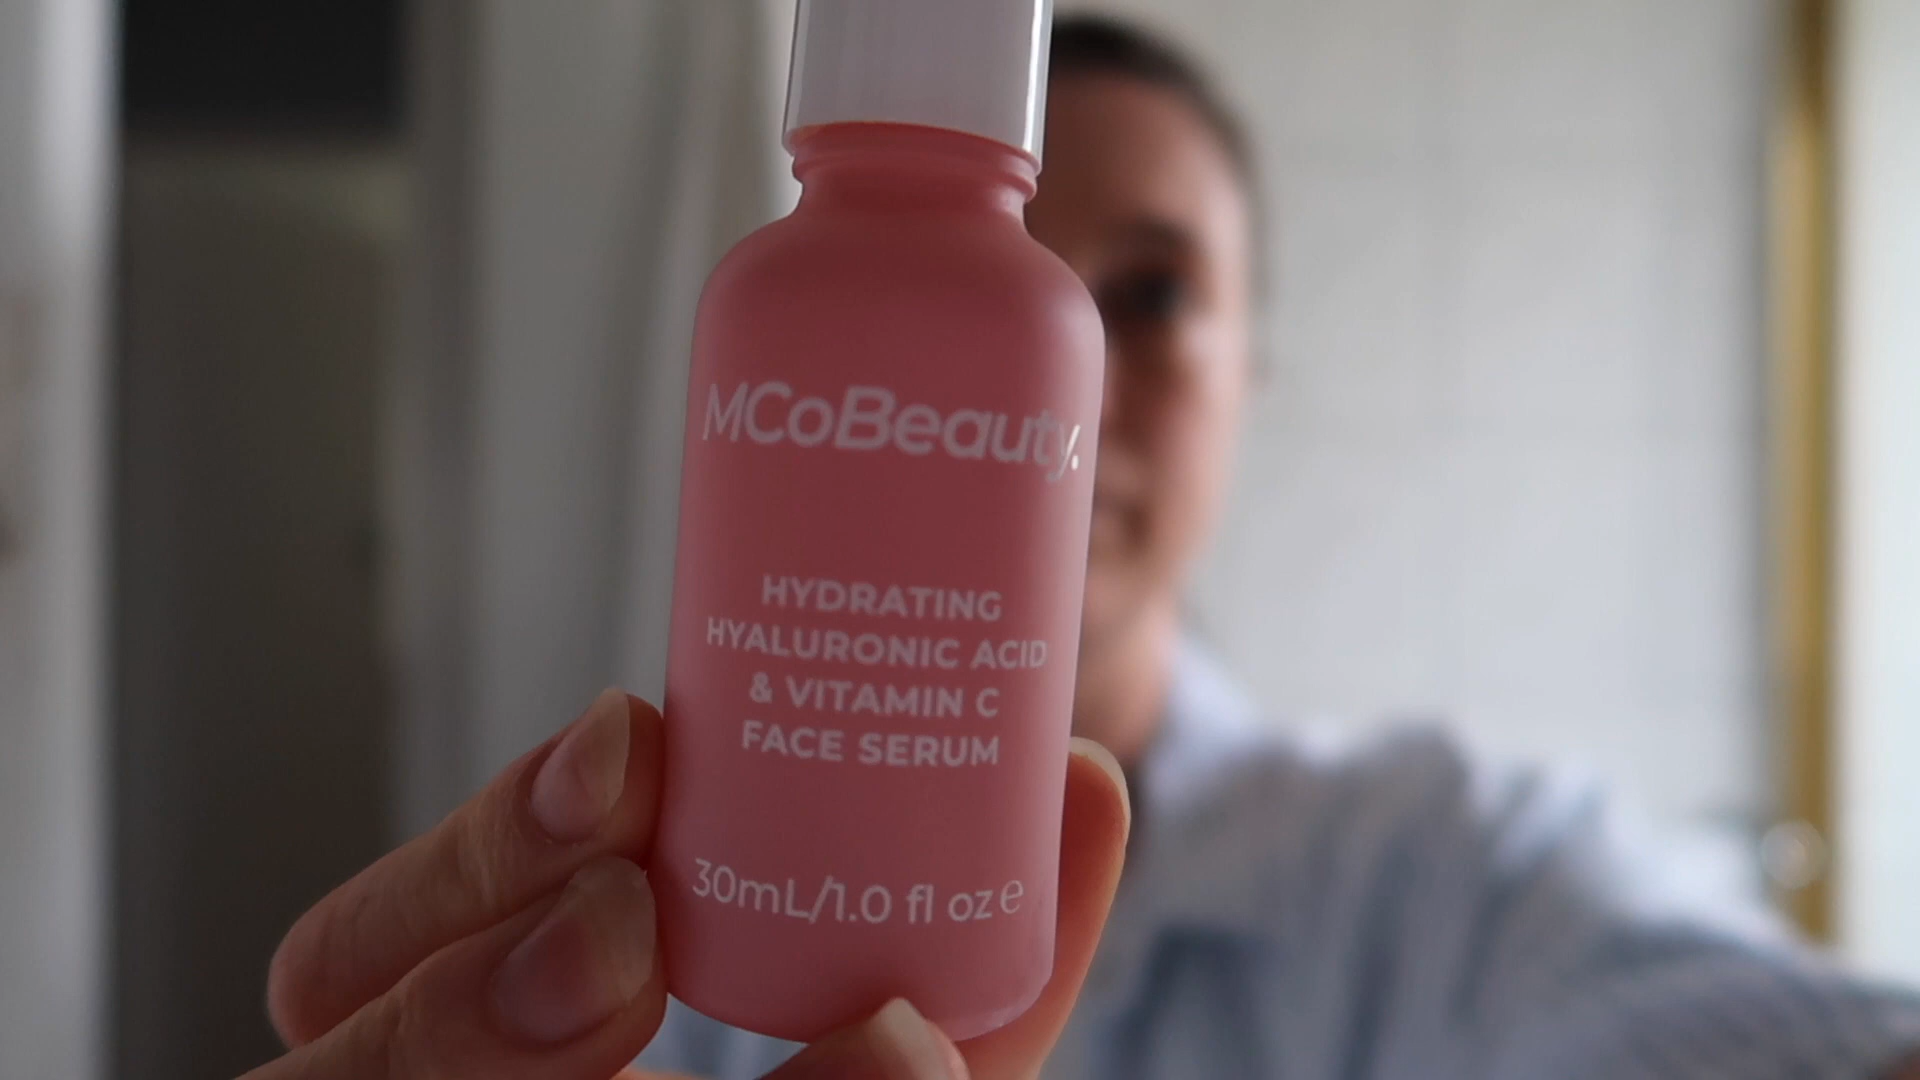 MCoBeauty.
HYDRATING
HYALURONIC ACID
& VITAMIN C
FACE SERUM
30mL/1.0 fl oz e